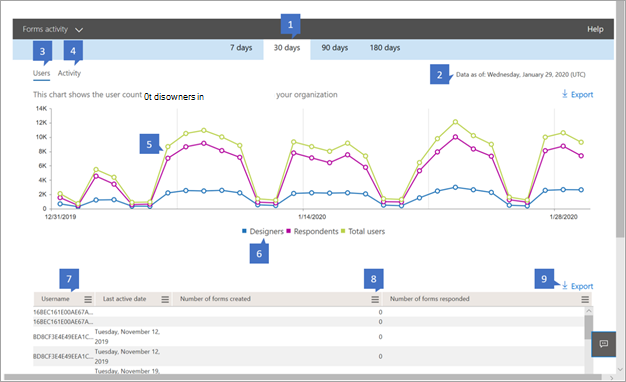 1
Forms activity
Help
7 days 30 days 90 days 180 days
3 4
2
Users Activity
Data as of: Wednesday, January 29, 2020 (UTC)
This chart shows the user count 0t disowners in your organization
Export
14K
12K
10K
8K
6K
4K
2K
0
5
12/31/2019 1/14/2020 1/28/2020
Designers Respondents Total users
6
7 8 9
Export
Username Last active date Number of forms created Number of forms responded
16BEC161E00AE67A... 0
16BEC161E00AE67A... 0
BDBCF3E4E49EEA1C... Tuesday, November 12, 2019 0
BDBCF3E4E49EEA1C... Tuesday, November 12, 2019 0
Tuesday, November 19,